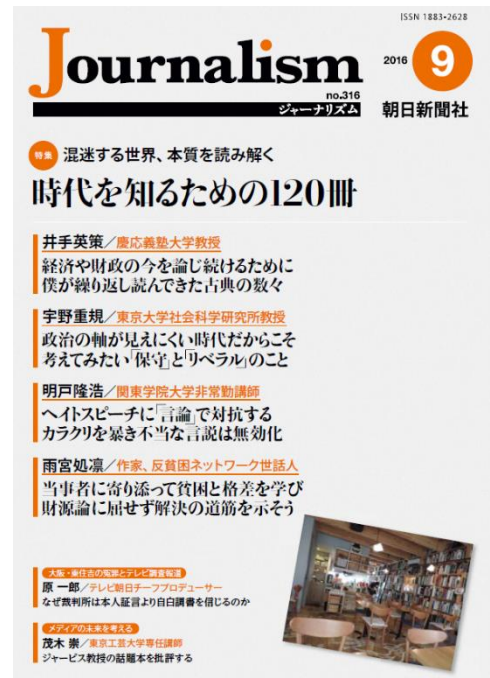 ISSN 1883-2628
Journalism
2016 9
no.316
ジャーナリズム
朝日新聞社
特集 混迷する世界、本質を読み解く
時代を知るための120冊
井手英策／慶応義塾大学教授
経済や財政の今を論じ続けるために
僕が繰り返し読んできた古典の数々
宇野重規／東京大学社会科学研究所教授
政治の軸が見えにくい時代だからこそ
考えてみたい「保守」と「リベラル」のこと
明戸隆浩／関東学院大学非常勤講師
ヘイトスピーチに「言論」で対抗する
カラクリを暴き不当な言説は無効化
雨宮処凛／作家、反貧困ネットワーク世話人
当事者に寄り添って貧困と格差を学び
財源論に屈せず解決の道筋を示そう
大阪・東住吉の冤罪とテレビ調査報道
原 一郎／テレビ朝日チーフプロデューサー
なぜ裁判所は本人証言より自白調書を信じるのか
メディアの未来を考える
茂木 崇／東京工芸大学専任講師
ジャービス教授の話題本を批評する